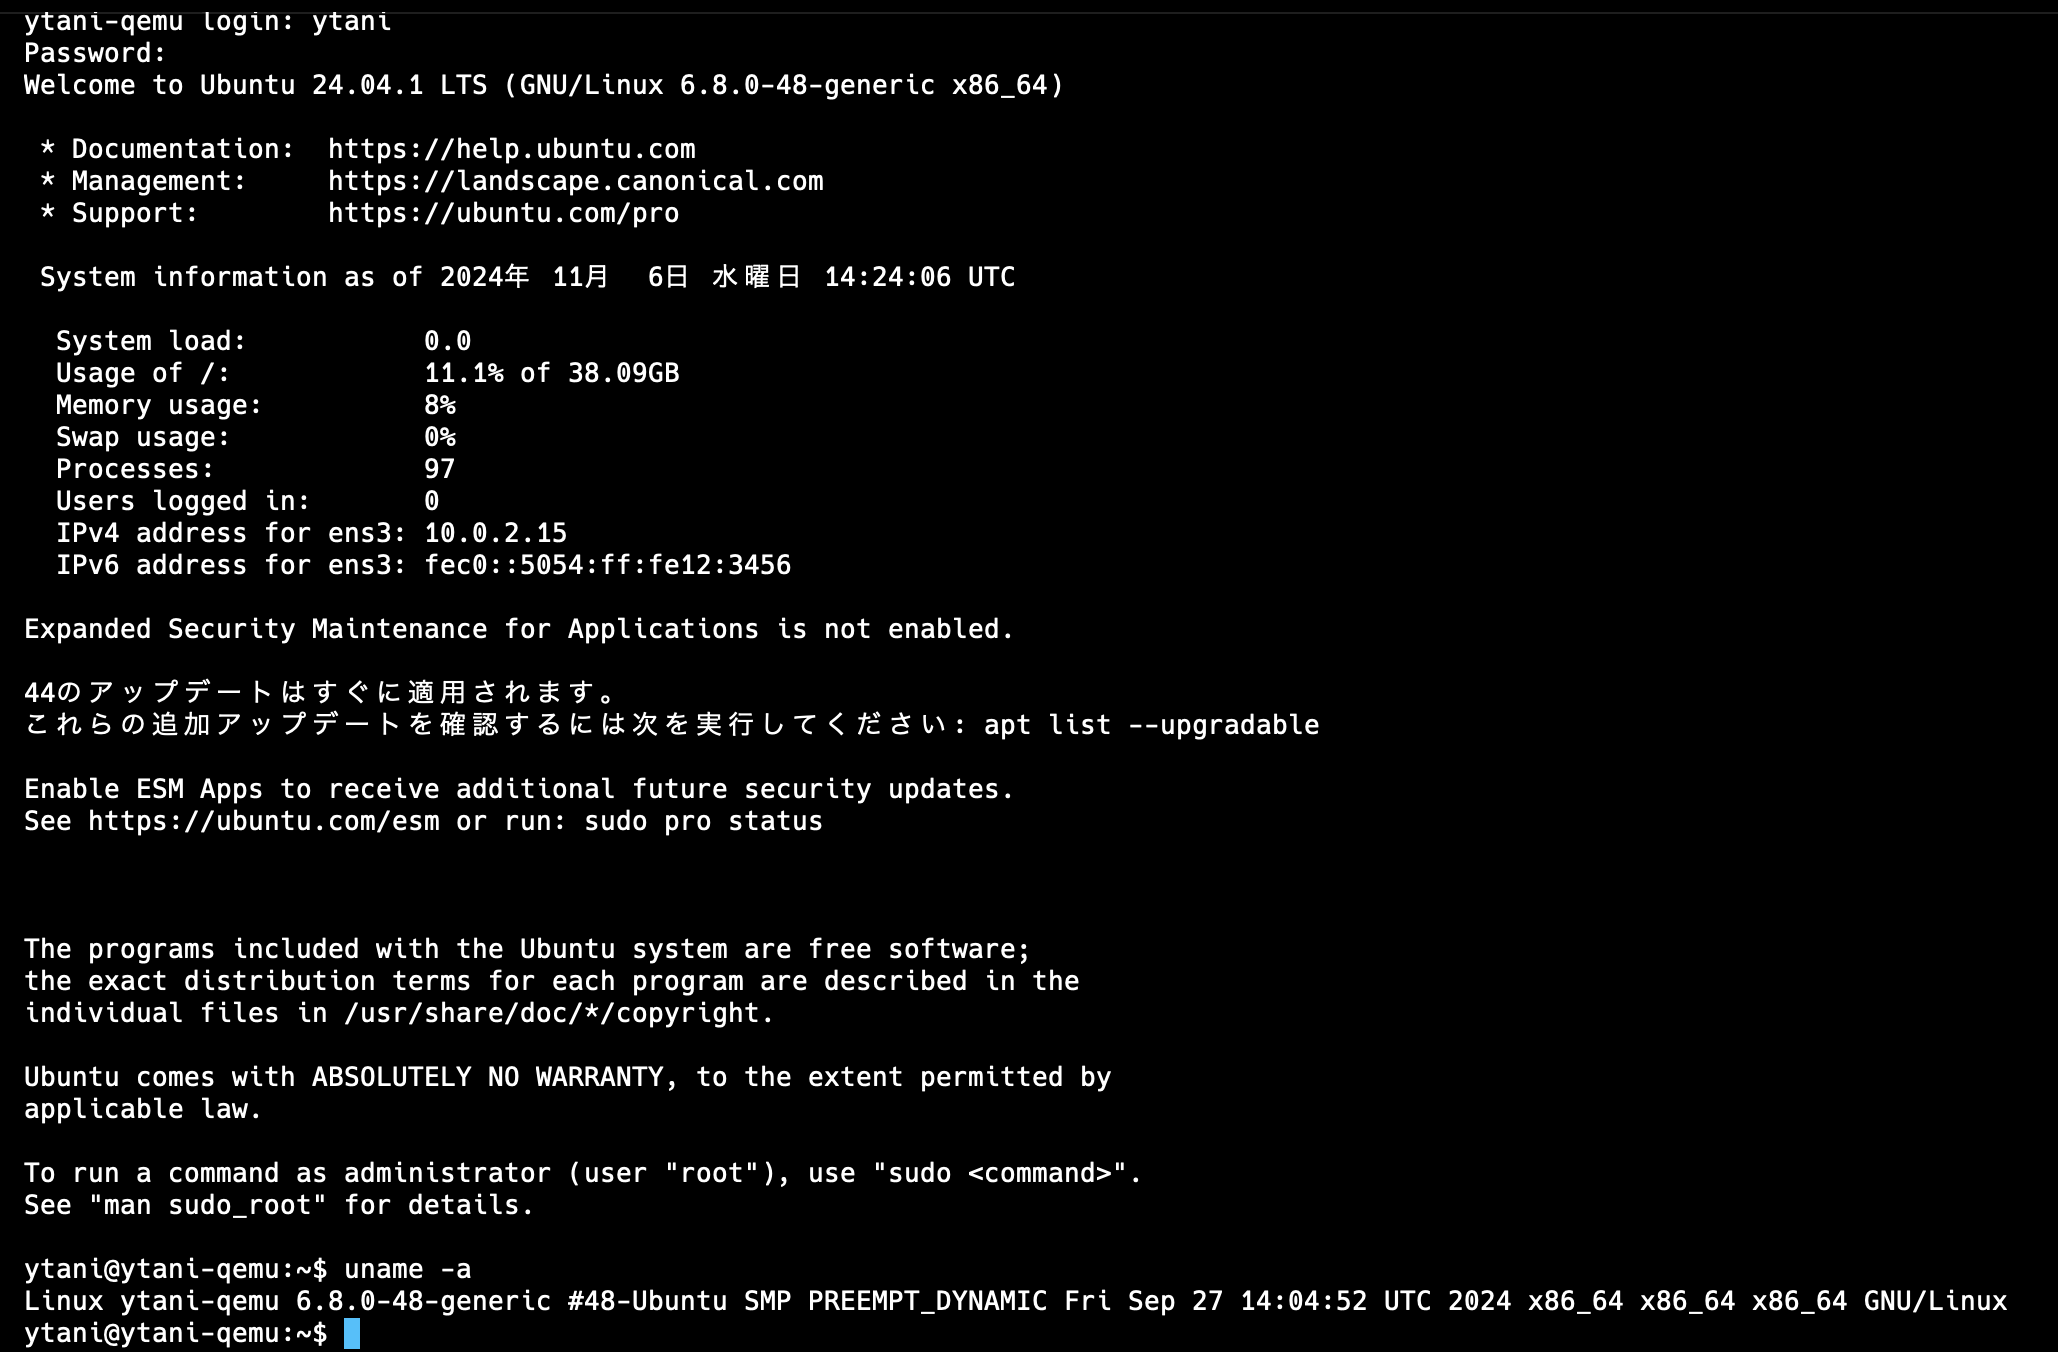 ytani-qemu login: ytani
Password:
Welcome to Ubuntu 24.04.1 LTS (GNU/Linux 6.8.0-48-generic x86_64)
* Documentation:  https://help.ubuntu.com
* Management:     https://landscape.canonical.com
* Support:        https://ubuntu.com/pro
System information as of 2024年 11月  6日 水曜日 14:24:06 UTC
System load:           0.0
Usage of /:            11.1% of 38.09GB
Memory usage:          8%
Swap usage:            0%
Processes:             97
Users logged in:       0
IPv4 address for ens3: 10.0.2.15
IPv6 address for ens3: fec0::5054:ff:fe12:3456
Expanded Security Maintenance for Applications is not enabled.
44のアップデートはすぐに適用されます。
これらの追加アップデートを確認するには次を実行してください: apt list --upgradable
Enable ESM Apps to receive additional future security updates.
See https://ubuntu.com/esm or run: sudo pro status
The programs included with the Ubuntu system are free software;
the exact distribution terms for each program are described in the
individual files in /usr/share/doc/*/copyright.
Ubuntu comes with ABSOLUTELY NO WARRANTY, to the extent permitted by
applicable law.
To run a command as administrator (user "root"), use "sudo <command>".
See "man sudo_root" for details.
ytani@ytani-qemu:~$ uname -a
Linux ytani-qemu 6.8.0-48-generic #48-Ubuntu SMP PREEMPT_DYNAMIC Fri Sep 27 14:04:52 UTC 2024 x86_64 x86_64 x86_64 GNU/Linux
ytani@ytani-qemu:~$